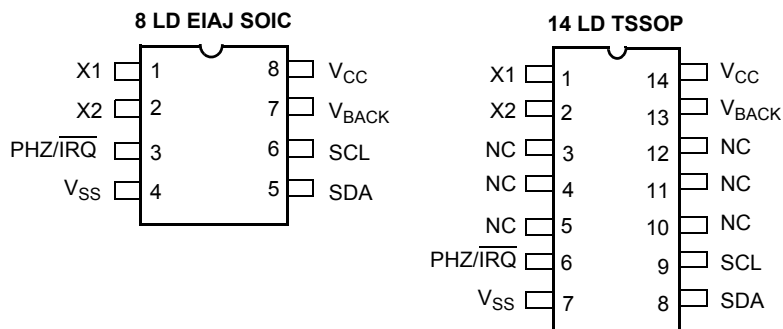 8 LD EIAJ SOIC
X1 1 8 VCC
X2 2 7 VBACK
PHZ/IRQ 3 6 SCL
VSS 4 5 SDA
14 LD TSSOP
X1 1 14 VCC
X2 2 13 VBACK
NC 3 12 NC
NC 4 11 NC
NC 5 10 NC
PHZ/IRQ 6 9 SCL
VSS 7 8 SDA